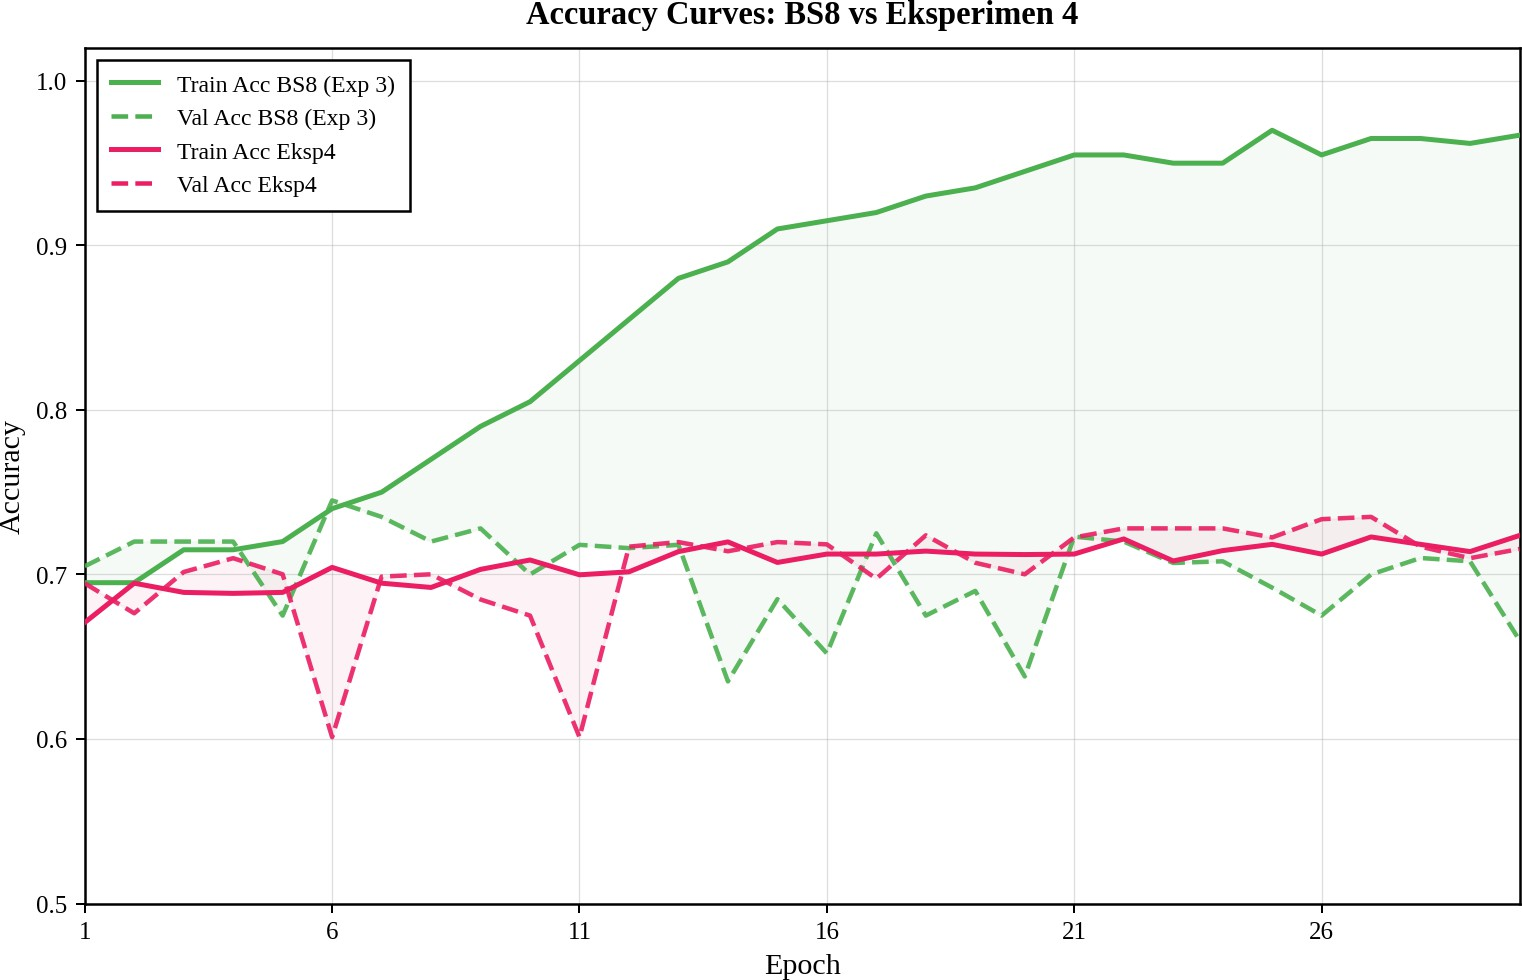 Accuracy Curves: BS8 vs Eksperimen 4
Train Acc BS8 (Exp 3)
Val Acc BS8 (Exp 3)
Train Acc Eksp4
Val Acc Eksp4
Accuracy
1.0
0.9
0.8
0.7
0.6
0.5
1 6 11 16 21 26
Epoch